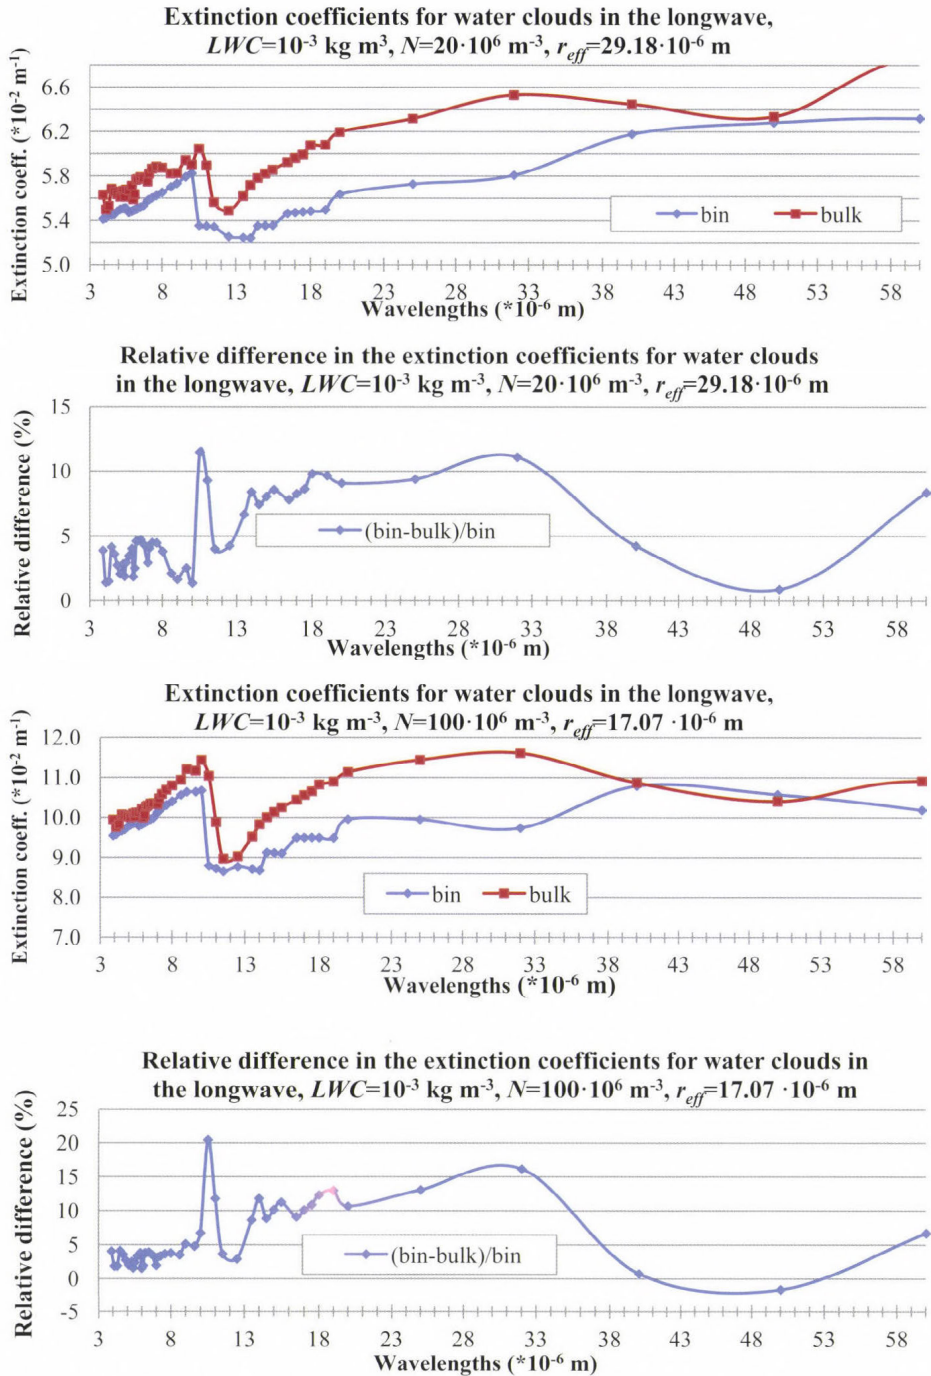 Extinction coefficients for water clouds in the longwave,
LWC=10⁻³ kg m³, N=20·10⁶ m⁻³, r_eff=29.18·10⁻⁶ m
Extinction coeff. (*10⁻² m⁻¹)
6.6
6.2
5.8
5.4
5.0
bin
bulk
3 8 13 18 23 28 33 38 43 48 53 58
Wavelengths (*10⁻⁶ m)
Relative difference in the extinction coefficients for water clouds
in the longwave, LWC=10⁻³ kg m⁻³, N=20·10⁶ m⁻³, r_eff=29.18·10⁻⁶ m
Relative difference (%)
15
10
5
0
(bin-bulk)/bin
3 8 13 18 23 28 33 38 43 48 53 58
Wavelengths (*10⁻⁶ m)
Extinction coefficients for water clouds in the longwave,
LWC=10⁻³ kg m⁻³, N=100·10⁶ m⁻³, r_eff=17.07 ·10⁻⁶ m
Extinction coeff. (*10⁻² m⁻¹)
12.0
11.0
10.0
9.0
8.0
7.0
bin
bulk
3 8 13 18 23 28 33 38 43 48 53 58
Wavelengths (*10⁻⁶ m)
Relative difference in the extinction coefficients for water clouds in
the longwave, LWC=10⁻³ kg m⁻³, N=100·10⁶ m⁻³, r_eff=17.07 ·10⁻⁶ m
Relative difference (%)
25
20
15
10
5
0
-5
(bin-bulk)/bin
3 8 13 18 23 28 33 38 43 48 53 58
Wavelengths (*10⁻⁶ m)